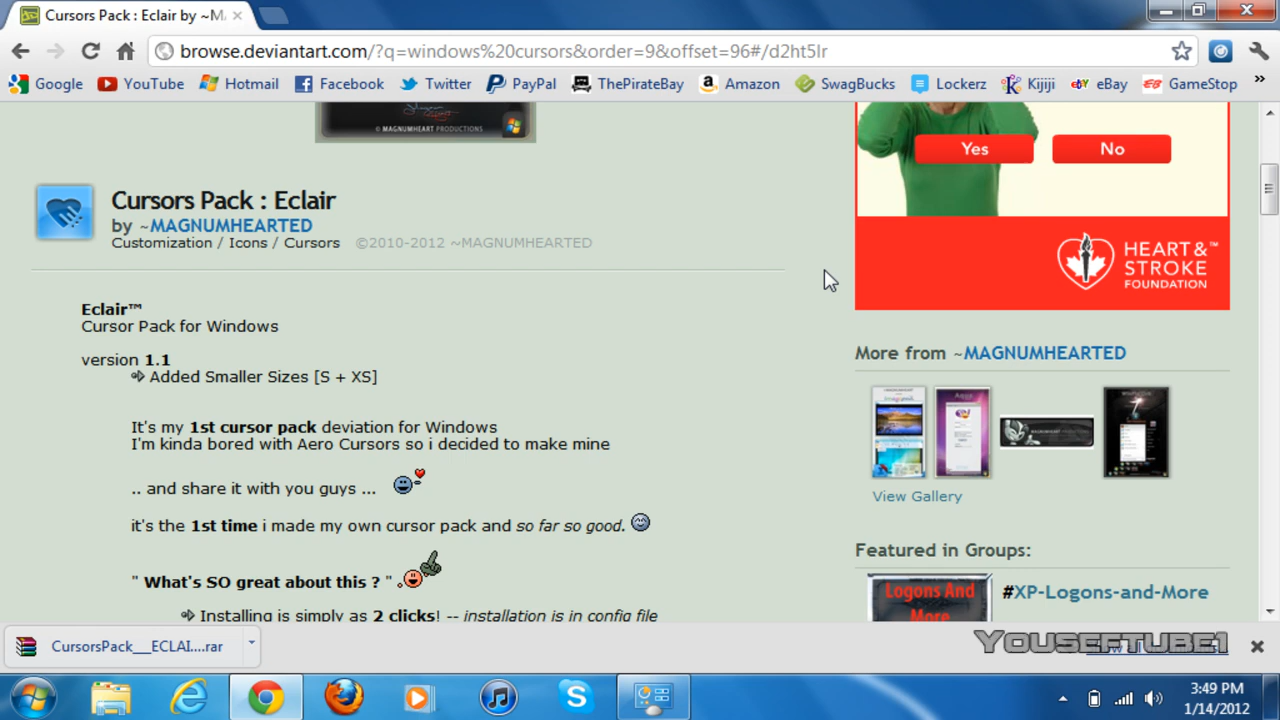 Cursors Pack : Eclair by ~M
browse.deviantart.com/?q=windows%20cursors&order=9&offset=96#/d2ht5lr
Google YouTube Hotmail Facebook Twitter PayPal ThePirateBay Amazon SwagBucks Lockerz Kijiji eBay GameStop »
© MAGNUMHEART PRODUCTIONS
Yes No
Cursors Pack : Eclair
by ~MAGNUMHEARTED
Customization / Icons / Cursors ©2010-2012 ~MAGNUMHEARTED
HEART&™
STROKE
FOUNDATION
Eclair™
Cursor Pack for Windows
version 1.1
Added Smaller Sizes [S + XS]
It's my 1st cursor pack deviation for Windows
I'm kinda bored with Aero Cursors so i decided to make mine
.. and share it with you guys ...
it's the 1st time i made my own cursor pack and so far so good.
" What's SO great about this ? " .
Installing is simply as 2 clicks! -- installation is in config file
More from ~MAGNUMHEARTED
View Gallery
Featured in Groups:
Logons And
More
#XP-Logons-and-More
CursorsPack___ECLAI....rar
YOUSEFTUBE1
3:49 PM
1/14/2012